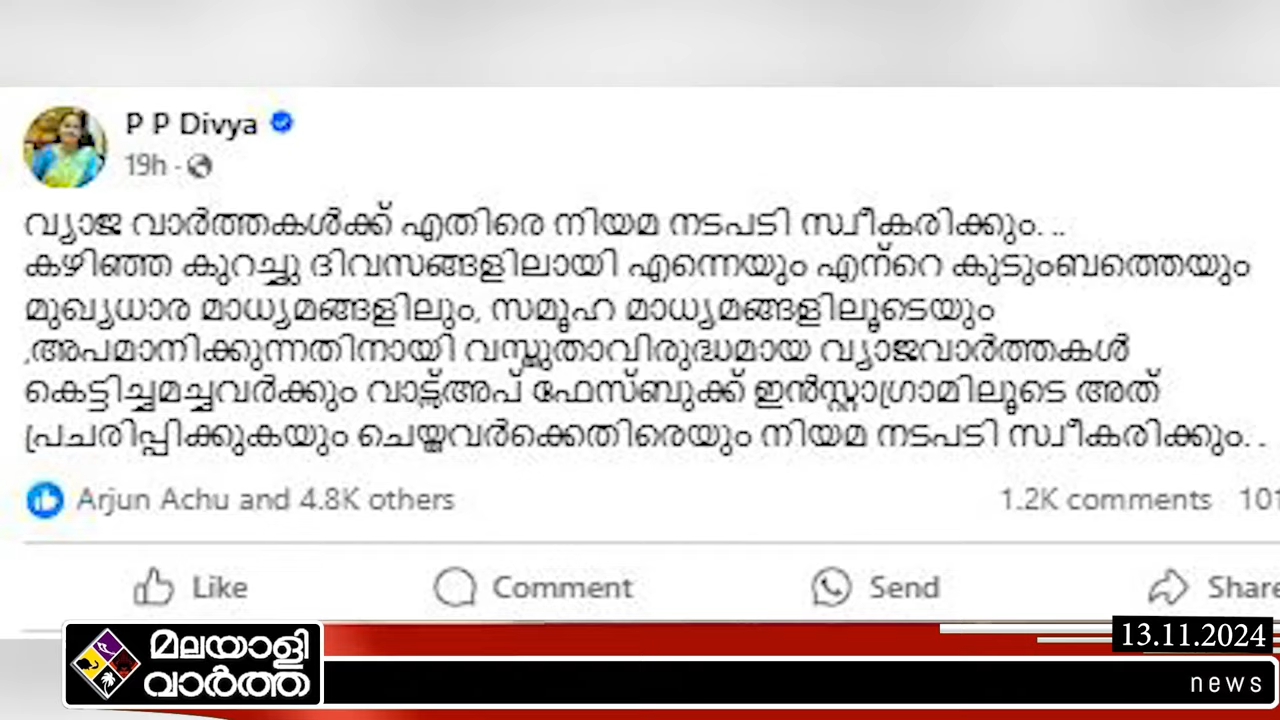 P P Divya
19h ·
വ്യാജ വാർത്തകൾക്ക് എതിരെ നിയമ നടപടി സ്വീകരിക്കും. ..
കഴിഞ്ഞ കുറച്ചു ദിവസങ്ങളിലായി എന്നെയും എന്റെ കുടുംബത്തെയും
മുഖ്യധാര മാധ്യമങ്ങളിലും, സമൂഹ മാധ്യമങ്ങളിലൂടെയും
,അപമാനിക്കുന്നതിനായി വസ്തുതാവിരുദ്ധമായ വ്യാജവാർത്തകൾ
കെട്ടിച്ചമച്ചവർക്കും വാട്സ്അപ് ഫേസ്ബുക്ക് ഇൻസ്റ്റാഗ്രാമിലൂടെ അത്
പ്രചരിപ്പിക്കുകയും ചെയ്തവർക്കെതിരെയും നിയമ നടപടി സ്വീകരിക്കും. .
Arjun Achu and 4.8K others 1.2K comments 101
Like Comment Send Share
13.11.2024
മലയാളി
വാർത്ത
news